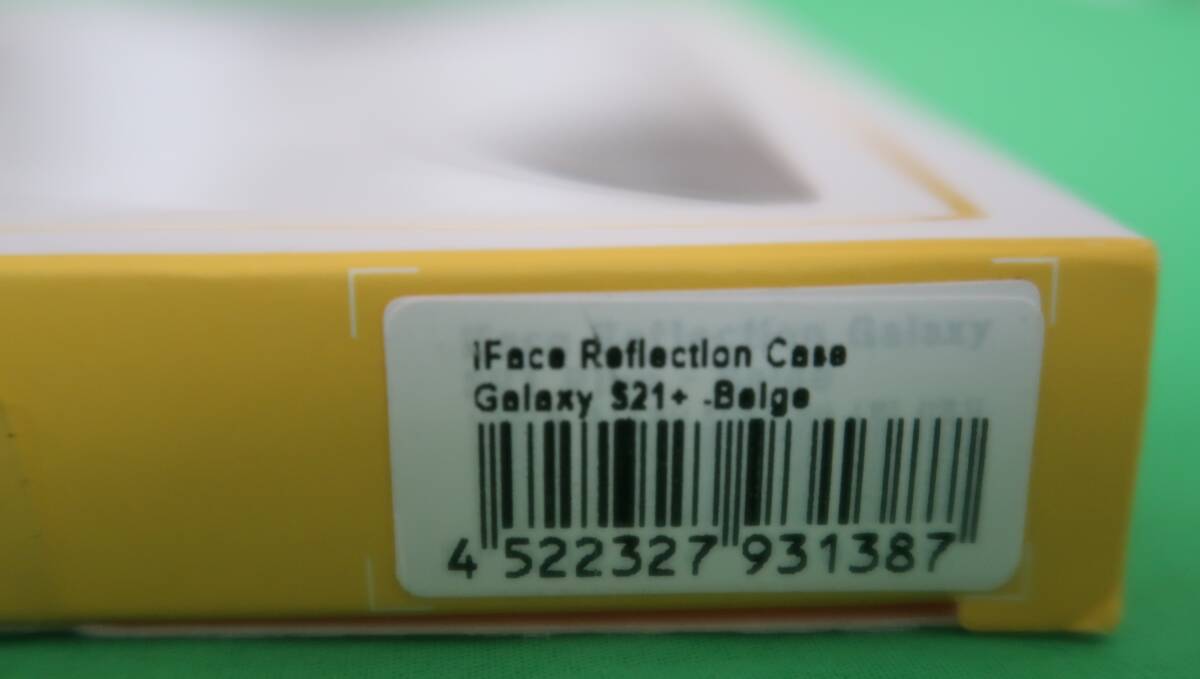 iFace Reflection Case
Galaxy S21+ -Beige
4 522327 931387